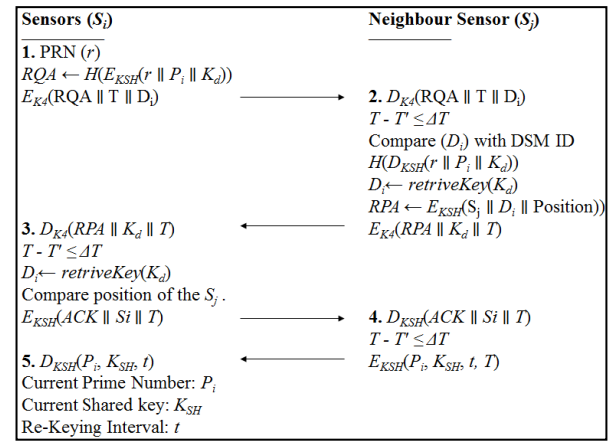 Sensors (Si)
Neighbour Sensor (Sj)
1. PRN (r)
RQA ← H(EKSH(r || Pi || Kd))
EK4(RQA || T || Di)
2. DK4(RQA || T || Di)
T - T' ≤ΔT
Compare (Di) with DSM ID
H(DKSH(r || Pi || Kd))
Di← retriveKey(Kd)
RPA ← EKSH(Sj || Di || Position))
EK4(RPA || Kd || T)
3. DK4(RPA || Kd || T)
T - T' ≤ΔT
Di← retriveKey(Kd)
Compare position of the Sj .
EKSH(ACK || Si || T)
4. DKSH(ACK || Si || T)
T - T' ≤ΔT
EKSH(Pi, KSH, t, T)
5. DKSH(Pi, KSH, t)
Current Prime Number: Pi
Current Shared key: KSH
Re-Keying Interval: t